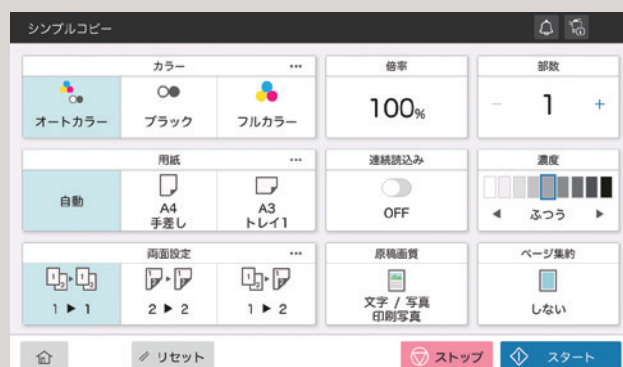 シンプルコピー
カラー
オートカラー
ブラック
フルカラー
倍率
100%
部数
− 1 +
用紙
自動
A4
手差し
A3
トレイ1
連続読込み
OFF
濃度
◀ ふつう ▶
両面設定
1 ▶ 1
2 ▶ 2
1 ▶ 2
原稿画質
文字 / 写真
印刷写真
ページ集約
しない
リセット
ストップ
スタート